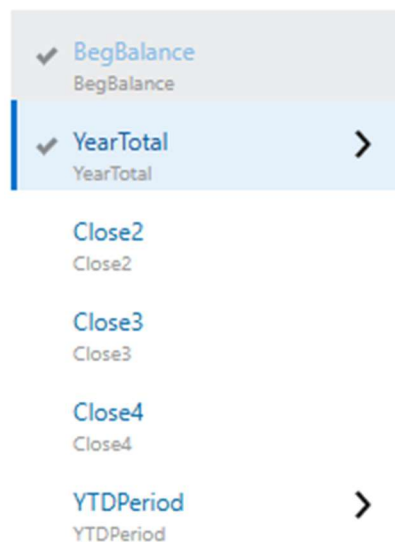 BegBalance
BegBalance
YearTotal
YearTotal
Close2
Close2
Close3
Close3
Close4
Close4
YTDPeriod
YTDPeriod